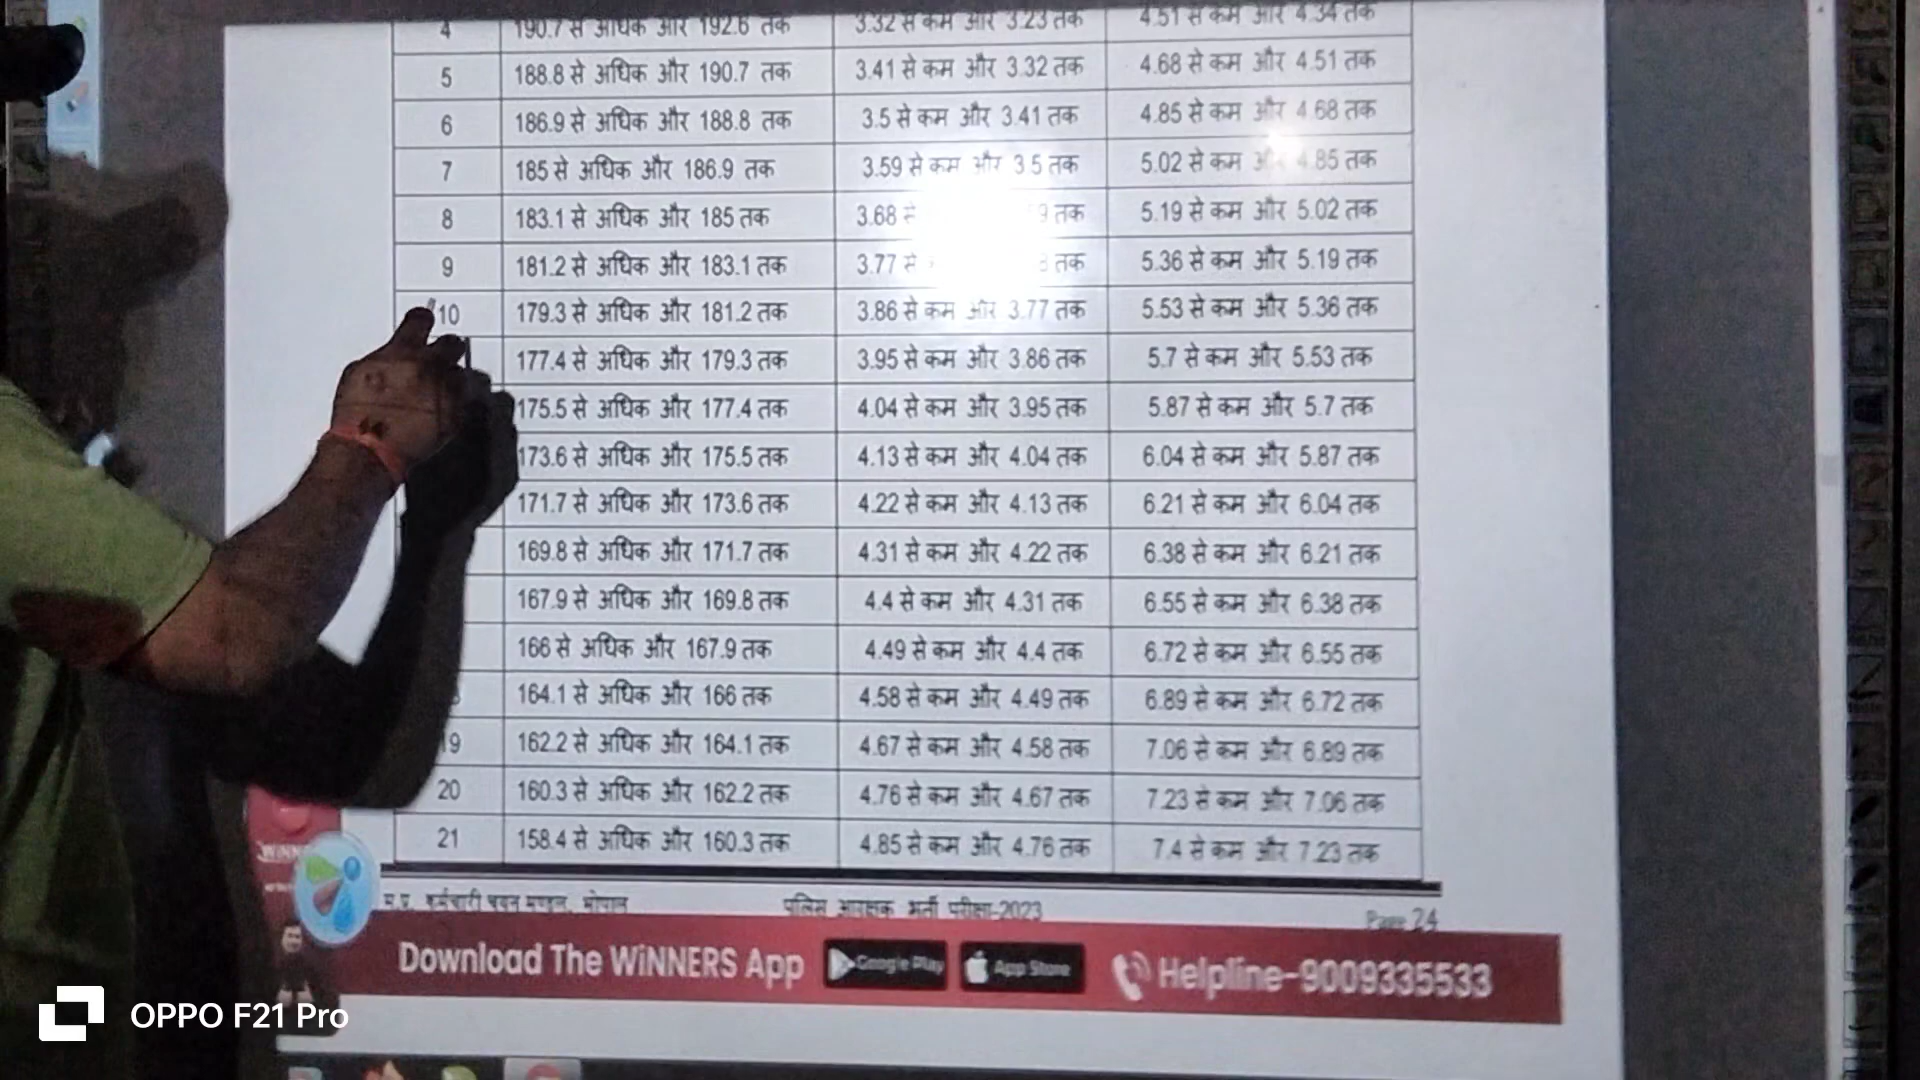 4 190.7 से अधिक और 192.6 तक 3.32 से कम और 3.23 तक 4.51 से कम और 4.34 तक
5 188.8 से अधिक और 190.7 तक 3.41 से कम और 3.32 तक 4.68 से कम और 4.51 तक
6 186.9 से अधिक और 188.8 तक 3.5 से कम और 3.41 तक 4.85 से कम और 4.68 तक
7 185 से अधिक और 186.9 तक 3.59 से कम और 3.5 तक 5.02 से कम और 4.85 तक
8 183.1 से अधिक और 185 तक 3.68 से 9 तक 5.19 से कम और 5.02 तक
9 181.2 से अधिक और 183.1 तक 3.77 से तक 5.36 से कम और 5.19 तक
10 179.3 से अधिक और 181.2 तक 3.86 से कम और 3.77 तक 5.53 से कम और 5.36 तक
177.4 से अधिक और 179.3 तक 3.95 से कम और 3.86 तक 5.7 से कम और 5.53 तक
175.5 से अधिक और 177.4 तक 4.04 से कम और 3.95 तक 5.87 से कम और 5.7 तक
173.6 से अधिक और 175.5 तक 4.13 से कम और 4.04 तक 6.04 से कम और 5.87 तक
171.7 से अधिक और 173.6 तक 4.22 से कम और 4.13 तक 6.21 से कम और 6.04 तक
169.8 से अधिक और 171.7 तक 4.31 से कम और 4.22 तक 6.38 से कम और 6.21 तक
167.9 से अधिक और 169.8 तक 4.4 से कम और 4.31 तक 6.55 से कम और 6.38 तक
166 से अधिक और 167.9 तक 4.49 से कम और 4.4 तक 6.72 से कम और 6.55 तक
164.1 से अधिक और 166 तक 4.58 से कम और 4.49 तक 6.89 से कम और 6.72 तक
19 162.2 से अधिक और 164.1 तक 4.67 से कम और 4.58 तक 7.06 से कम और 6.89 तक
20 160.3 से अधिक और 162.2 तक 4.76 से कम और 4.67 तक 7.23 से कम और 7.06 तक
21 158.4 से अधिक और 160.3 तक 4.85 से कम और 4.76 तक 7.4 से कम और 7.23 तक
म.प्र. कर्मचारी चयन मण्डल, भोपाल पुलिस आरक्षक भर्ती परीक्षा-2023 Page 24
Download The WiNNERS App Google Play App Store Helpline-9009335533
OPPO F21 Pro